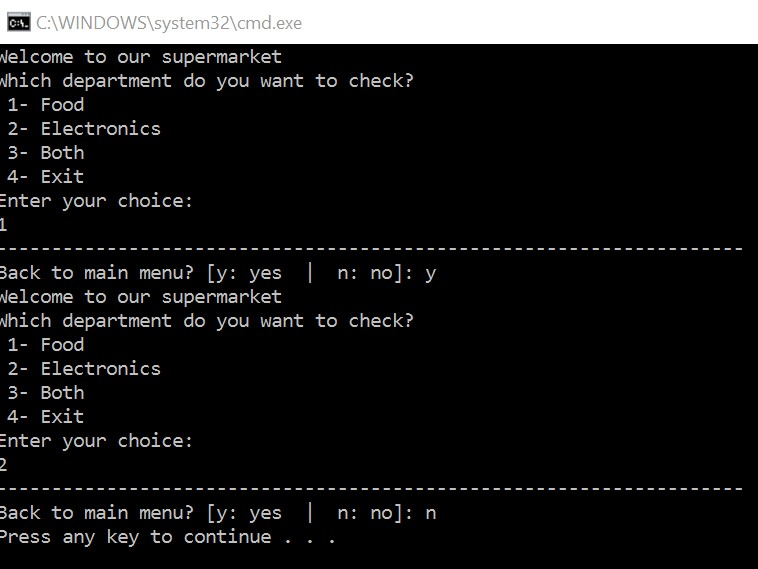 C:\WINDOWS\system32\cmd.exe
Welcome to our supermarket
Which department do you want to check?
1- Food
2- Electronics
3- Both
4- Exit
Enter your choice:
1
--------------------------------------------------------------------
Back to main menu? [y: yes  |  n: no]: y
Welcome to our supermarket
Which department do you want to check?
1- Food
2- Electronics
3- Both
4- Exit
Enter your choice:
2
--------------------------------------------------------------------
Back to main menu? [y: yes  |  n: no]: n
Press any key to continue . . .